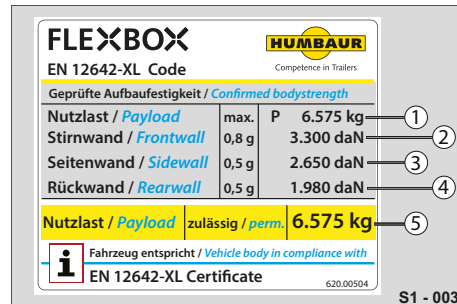 FLEXBOX
HUMBAUR
EN 12642-XL Code
Competence in Trailers
Geprüfte Aufbaufestigkeit / Confirmed bodystrength
Nutzlast / Payload max. P 6.575 kg 1
Stirnwand / Frontwall 0,8 g 3.300 daN 2
Seitenwand / Sidewall 0,5 g 2.650 daN 3
Rückwand / Rearwall 0,5 g 1.980 daN 4
Nutzlast / Payload zulässig / perm. 6.575 kg 5
i Fahrzeug entspricht / Vehicle body in compliance with
EN 12642-XL Certificate 620.00504
S1 - 003